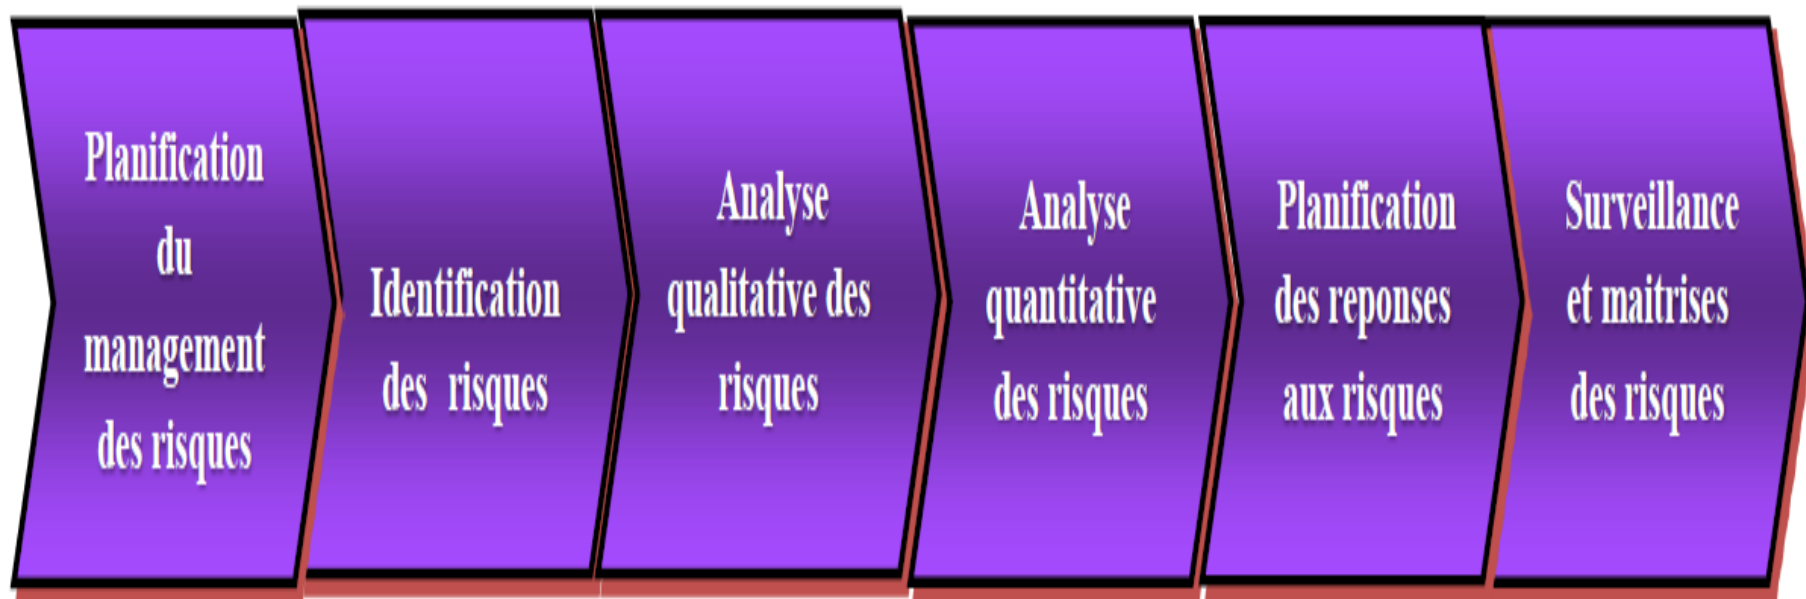 Planification
du
management
des risques
Identification
des risques
Analyse
qualitative des
risques
Analyse
quantitative
des risques
Planification
des reponses
aux risques
Surveillance
et maitrises
des risques